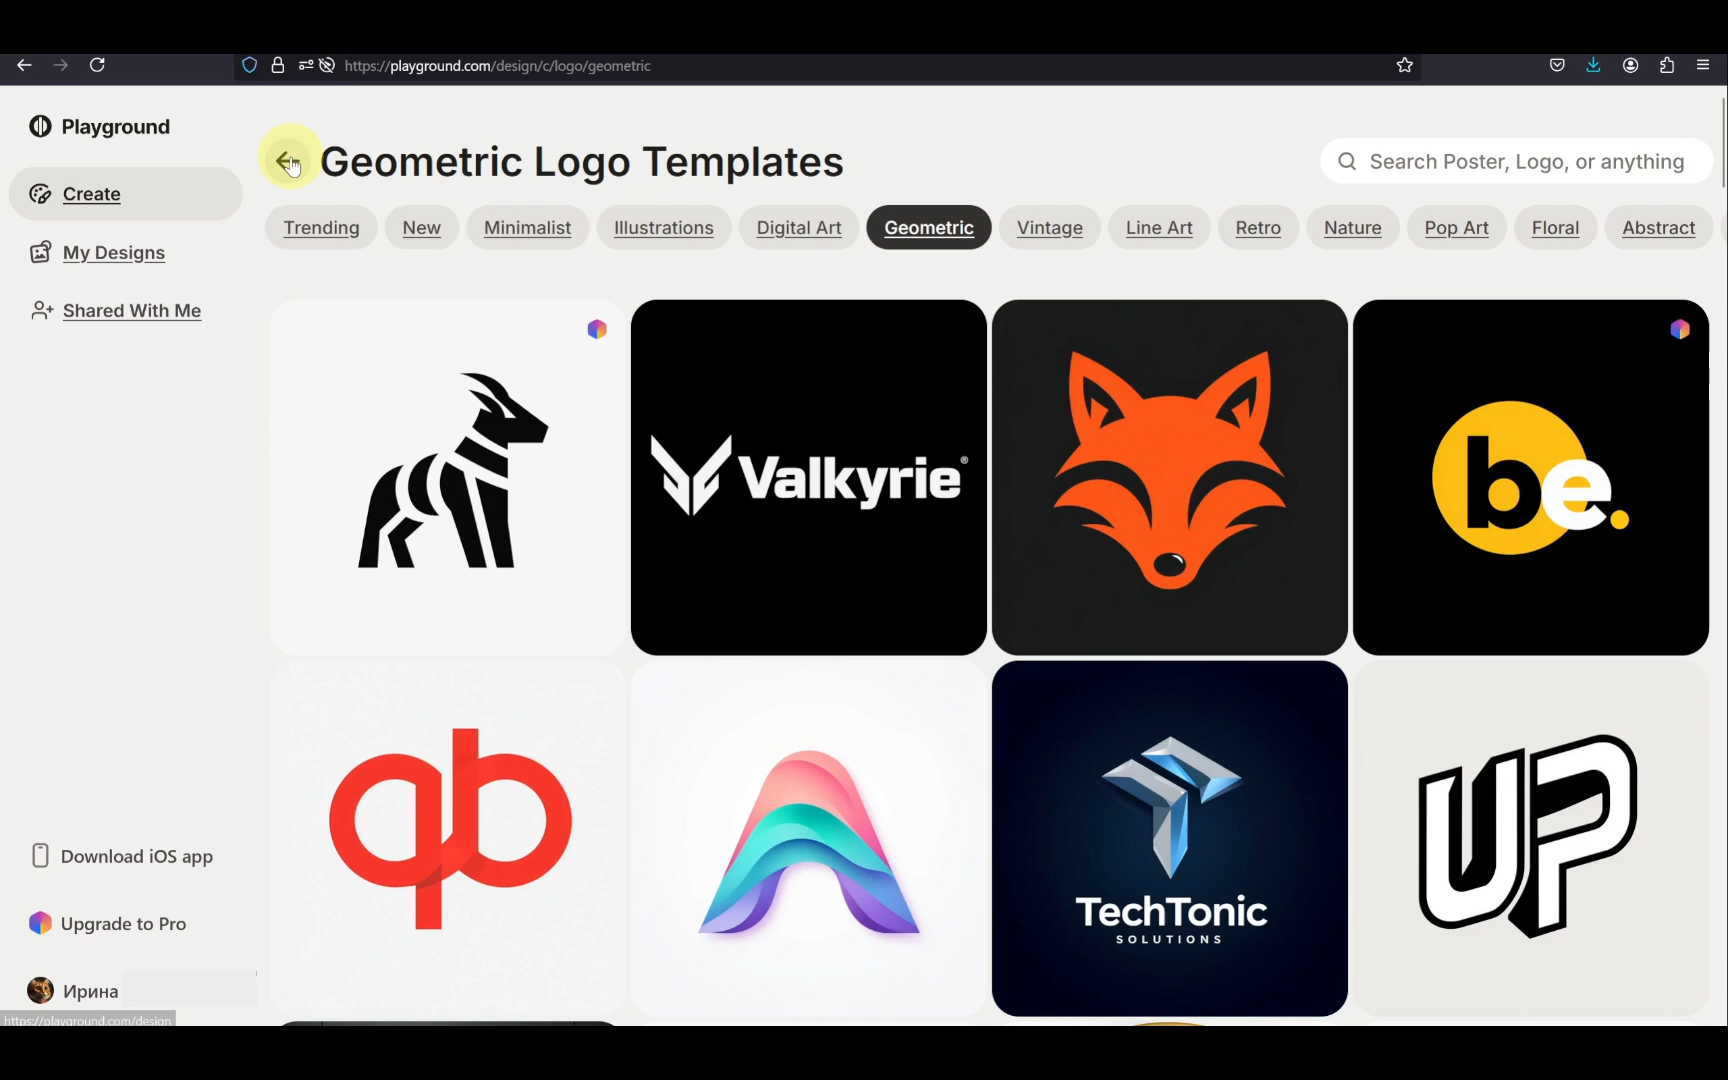 https://playground.com/design/c/logo/geometric
Playground
Geometric Logo Templates
Search Poster, Logo, or anything
Create
My Designs
Shared With Me
Trending
New
Minimalist
Illustrations
Digital Art
Geometric
Vintage
Line Art
Retro
Nature
Pop Art
Floral
Abstract
Valkyrie®
be.
qb
TechTonic
SOLUTIONS
UP
Download iOS app
Upgrade to Pro
Ирина
https://playground.com/design